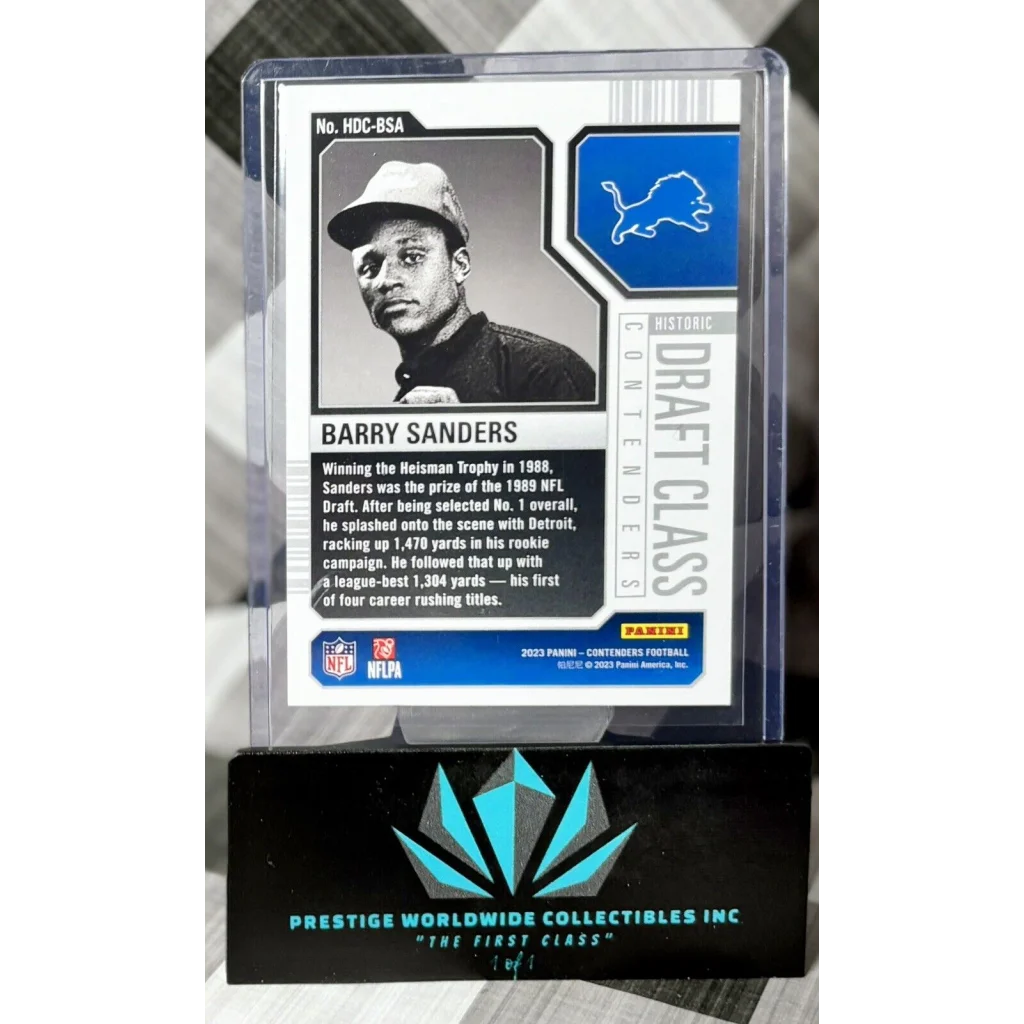 No. HDC-BSA
BARRY SANDERS
Winning the Heisman Trophy in 1988,
Sanders was the prize of the 1989 NFL
Draft. After being selected No. 1 overall,
he splashed onto the scene with Detroit,
racking up 1,470 yards in his rookie
campaign. He followed that up with
a league-best 1,304 yards — his first
of four career rushing titles.
HISTORIC
DRAFT CLASS
CONTENDERS
NFL
NFLPA
PANINI
2023 PANINI – CONTENDERS FOOTBALL
帕尼尼 © 2023 Panini America, Inc.
PRESTIGE WORLDWIDE COLLECTIBLES INC
"THE FIRST CLASS"
1 of 1